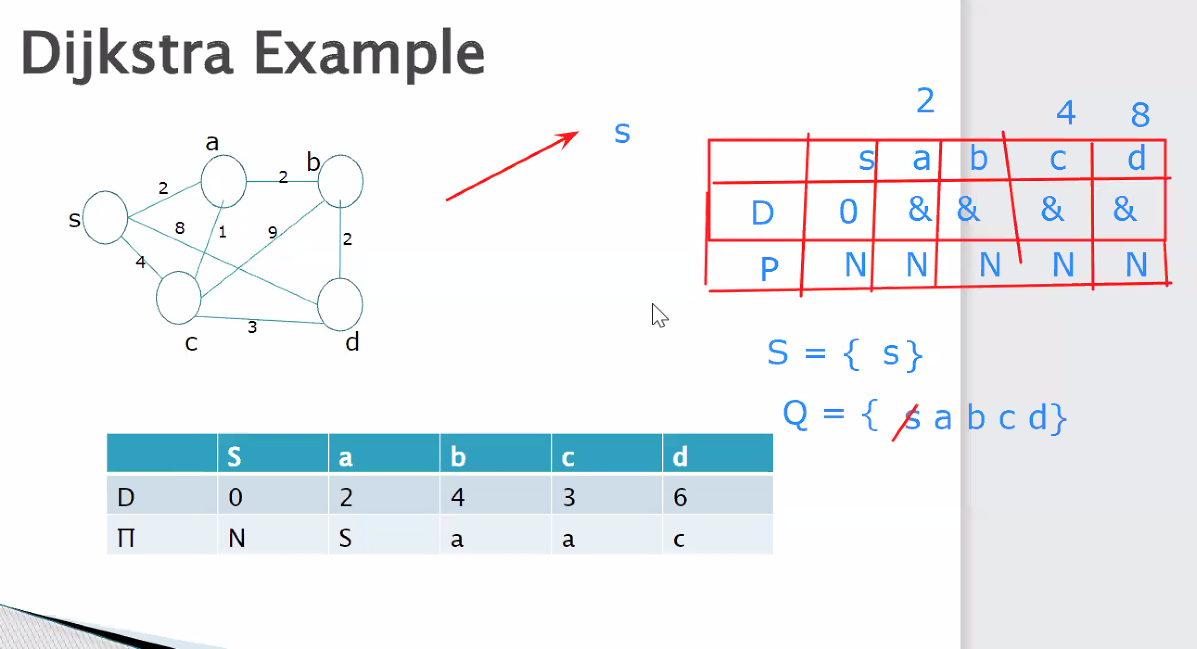 Dijkstra Example
2
4 8
s
a
b
2
2
s a b c d
s
8 1 9 2
D 0 & & & &
4
P N N N N N
3
c d
S = { s}
Q = { s a b c d}
S a b c d
D 0 2 4 3 6
Π N S a a c